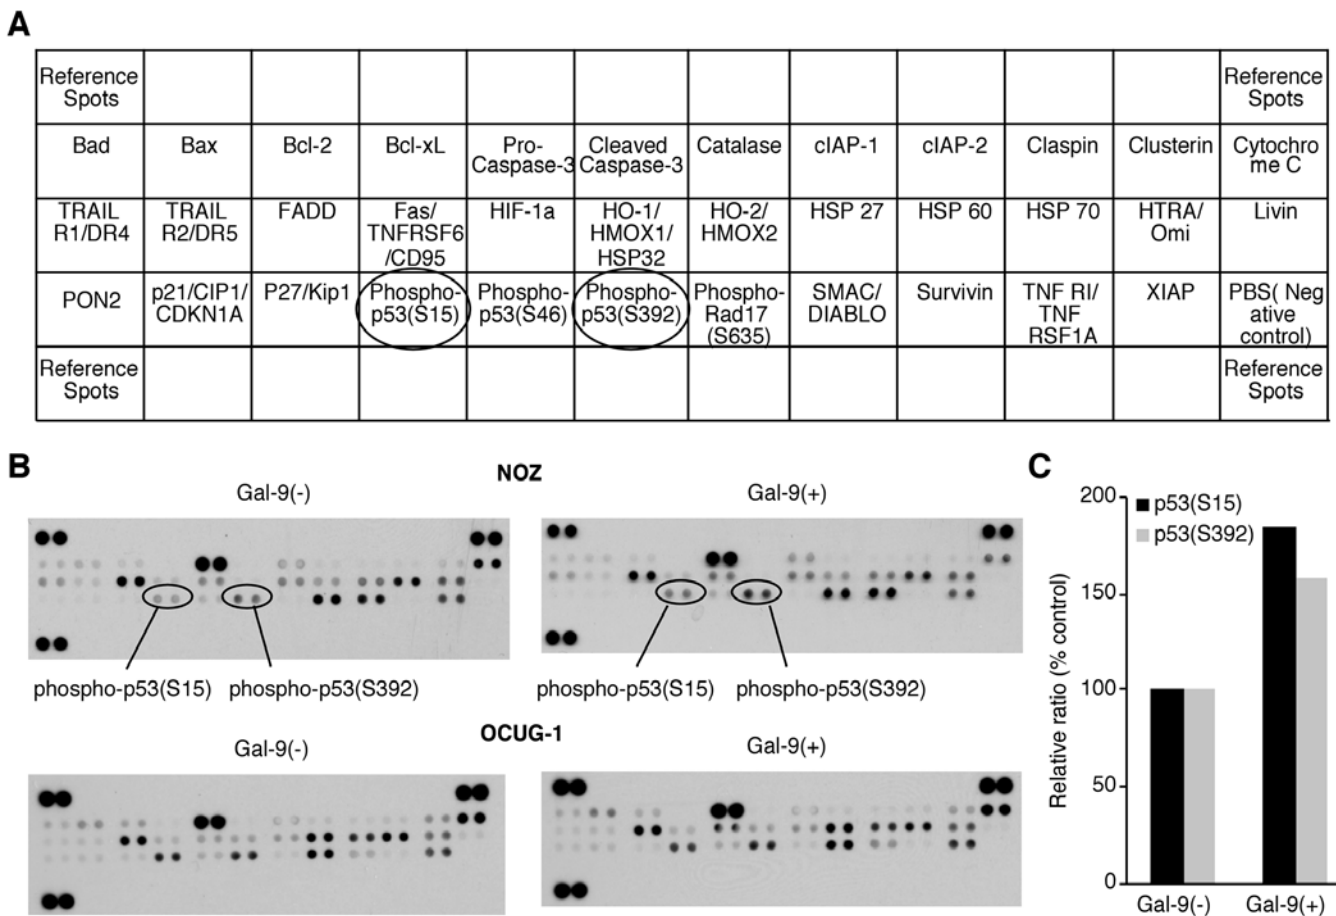 A
Reference
Spots
Reference
Spots
Bad
Bax
Bcl-2
Bcl-xL
Pro-
Caspase-3
Cleaved
Caspase-3
Catalase
cIAP-1
cIAP-2
Claspin
Clusterin
Cytochro
me C
TRAIL
R1/DR4
TRAIL
R2/DR5
FADD
Fas/
TNFRSF6
/CD95
HIF-1a
HO-1/
HMOX1/
HSP32
HO-2/
HMOX2
HSP 27
HSP 60
HSP 70
HTRA/
Omi
Livin
PON2
p21/CIP1/
CDKN1A
P27/Kip1
Phospho-
p53(S15)
Phospho-
p53(S46)
Phospho-
p53(S392)
Phospho-
Rad17
(S635)
SMAC/
DIABLO
Survivin
TNF RI/
TNF
RSF1A
XIAP
PBS( Neg
ative
control)
Reference
Spots
Reference
Spots
B
NOZ
Gal-9(-)
Gal-9(+)
phospho-p53(S15)
phospho-p53(S392)
phospho-p53(S15)
phospho-p53(S392)
OCUG-1
Gal-9(-)
Gal-9(+)
C
Relative ratio (% control)
200
150
100
50
0
p53(S15)
p53(S392)
Gal-9(-)
Gal-9(+)